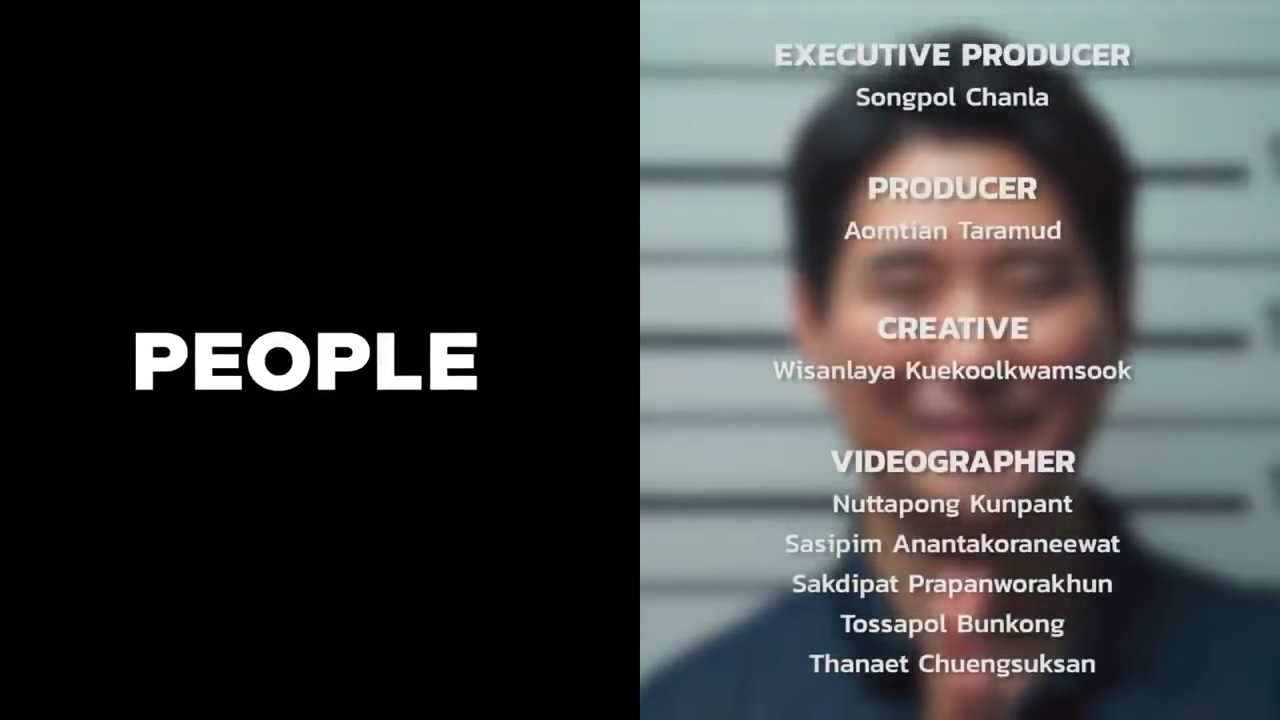 PEOPLE
EXECUTIVE PRODUCER
Songpol Chanla
PRODUCER
Aomtian Taramud
CREATIVE
Wisanlaya Kuekoolkwamsook
VIDEOGRAPHER
Nuttapong Kunpant
Sasipim Anantakoraneewat
Sakdipat Prapanworakhun
Tossapol Bunkong
Thanaet Chuengsuksan